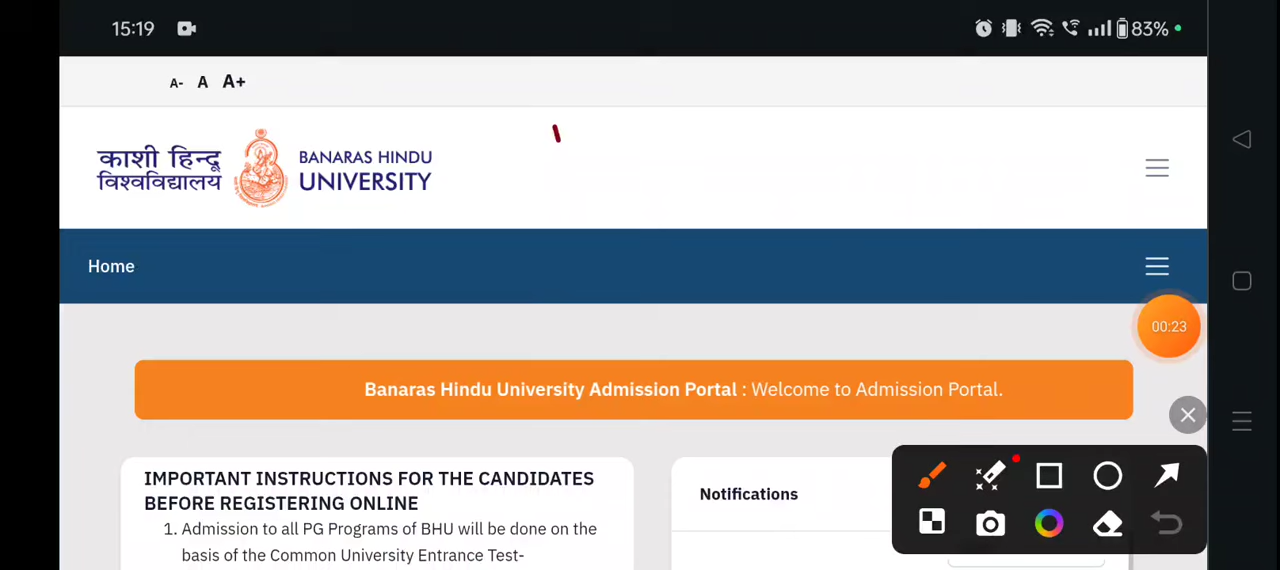 15:19
83%
A- A A+
काशी हिन्दू
विश्वविद्यालय
BANARAS HINDU
UNIVERSITY
Home
00:23
Banaras Hindu University Admission Portal : Welcome to Admission Portal.
IMPORTANT INSTRUCTIONS FOR THE CANDIDATES
BEFORE REGISTERING ONLINE
1. Admission to all PG Programs of BHU will be done on the
basis of the Common University Entrance Test-
Notifications